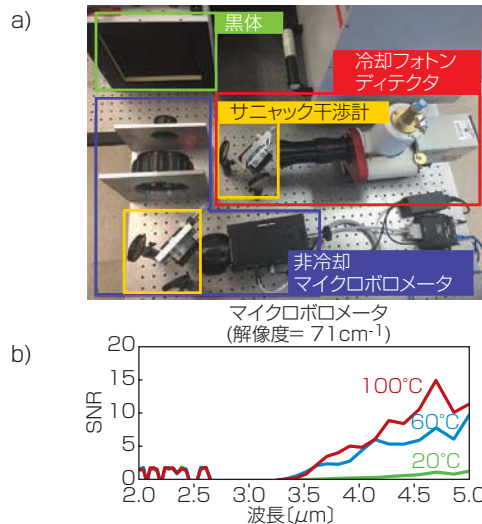 a)
黒体
冷却フォトン
ディテクタ
サニャック干渉計
非冷却
マイクロボロメータ
マイクロボロメータ
(解像度= 71cm-1)
b)
20
15
10
5
0
SNR
100°C
60°C
20°C
2.0 2.5 3.0 3.5 4.0 4.5 5.0
波長〔μm〕